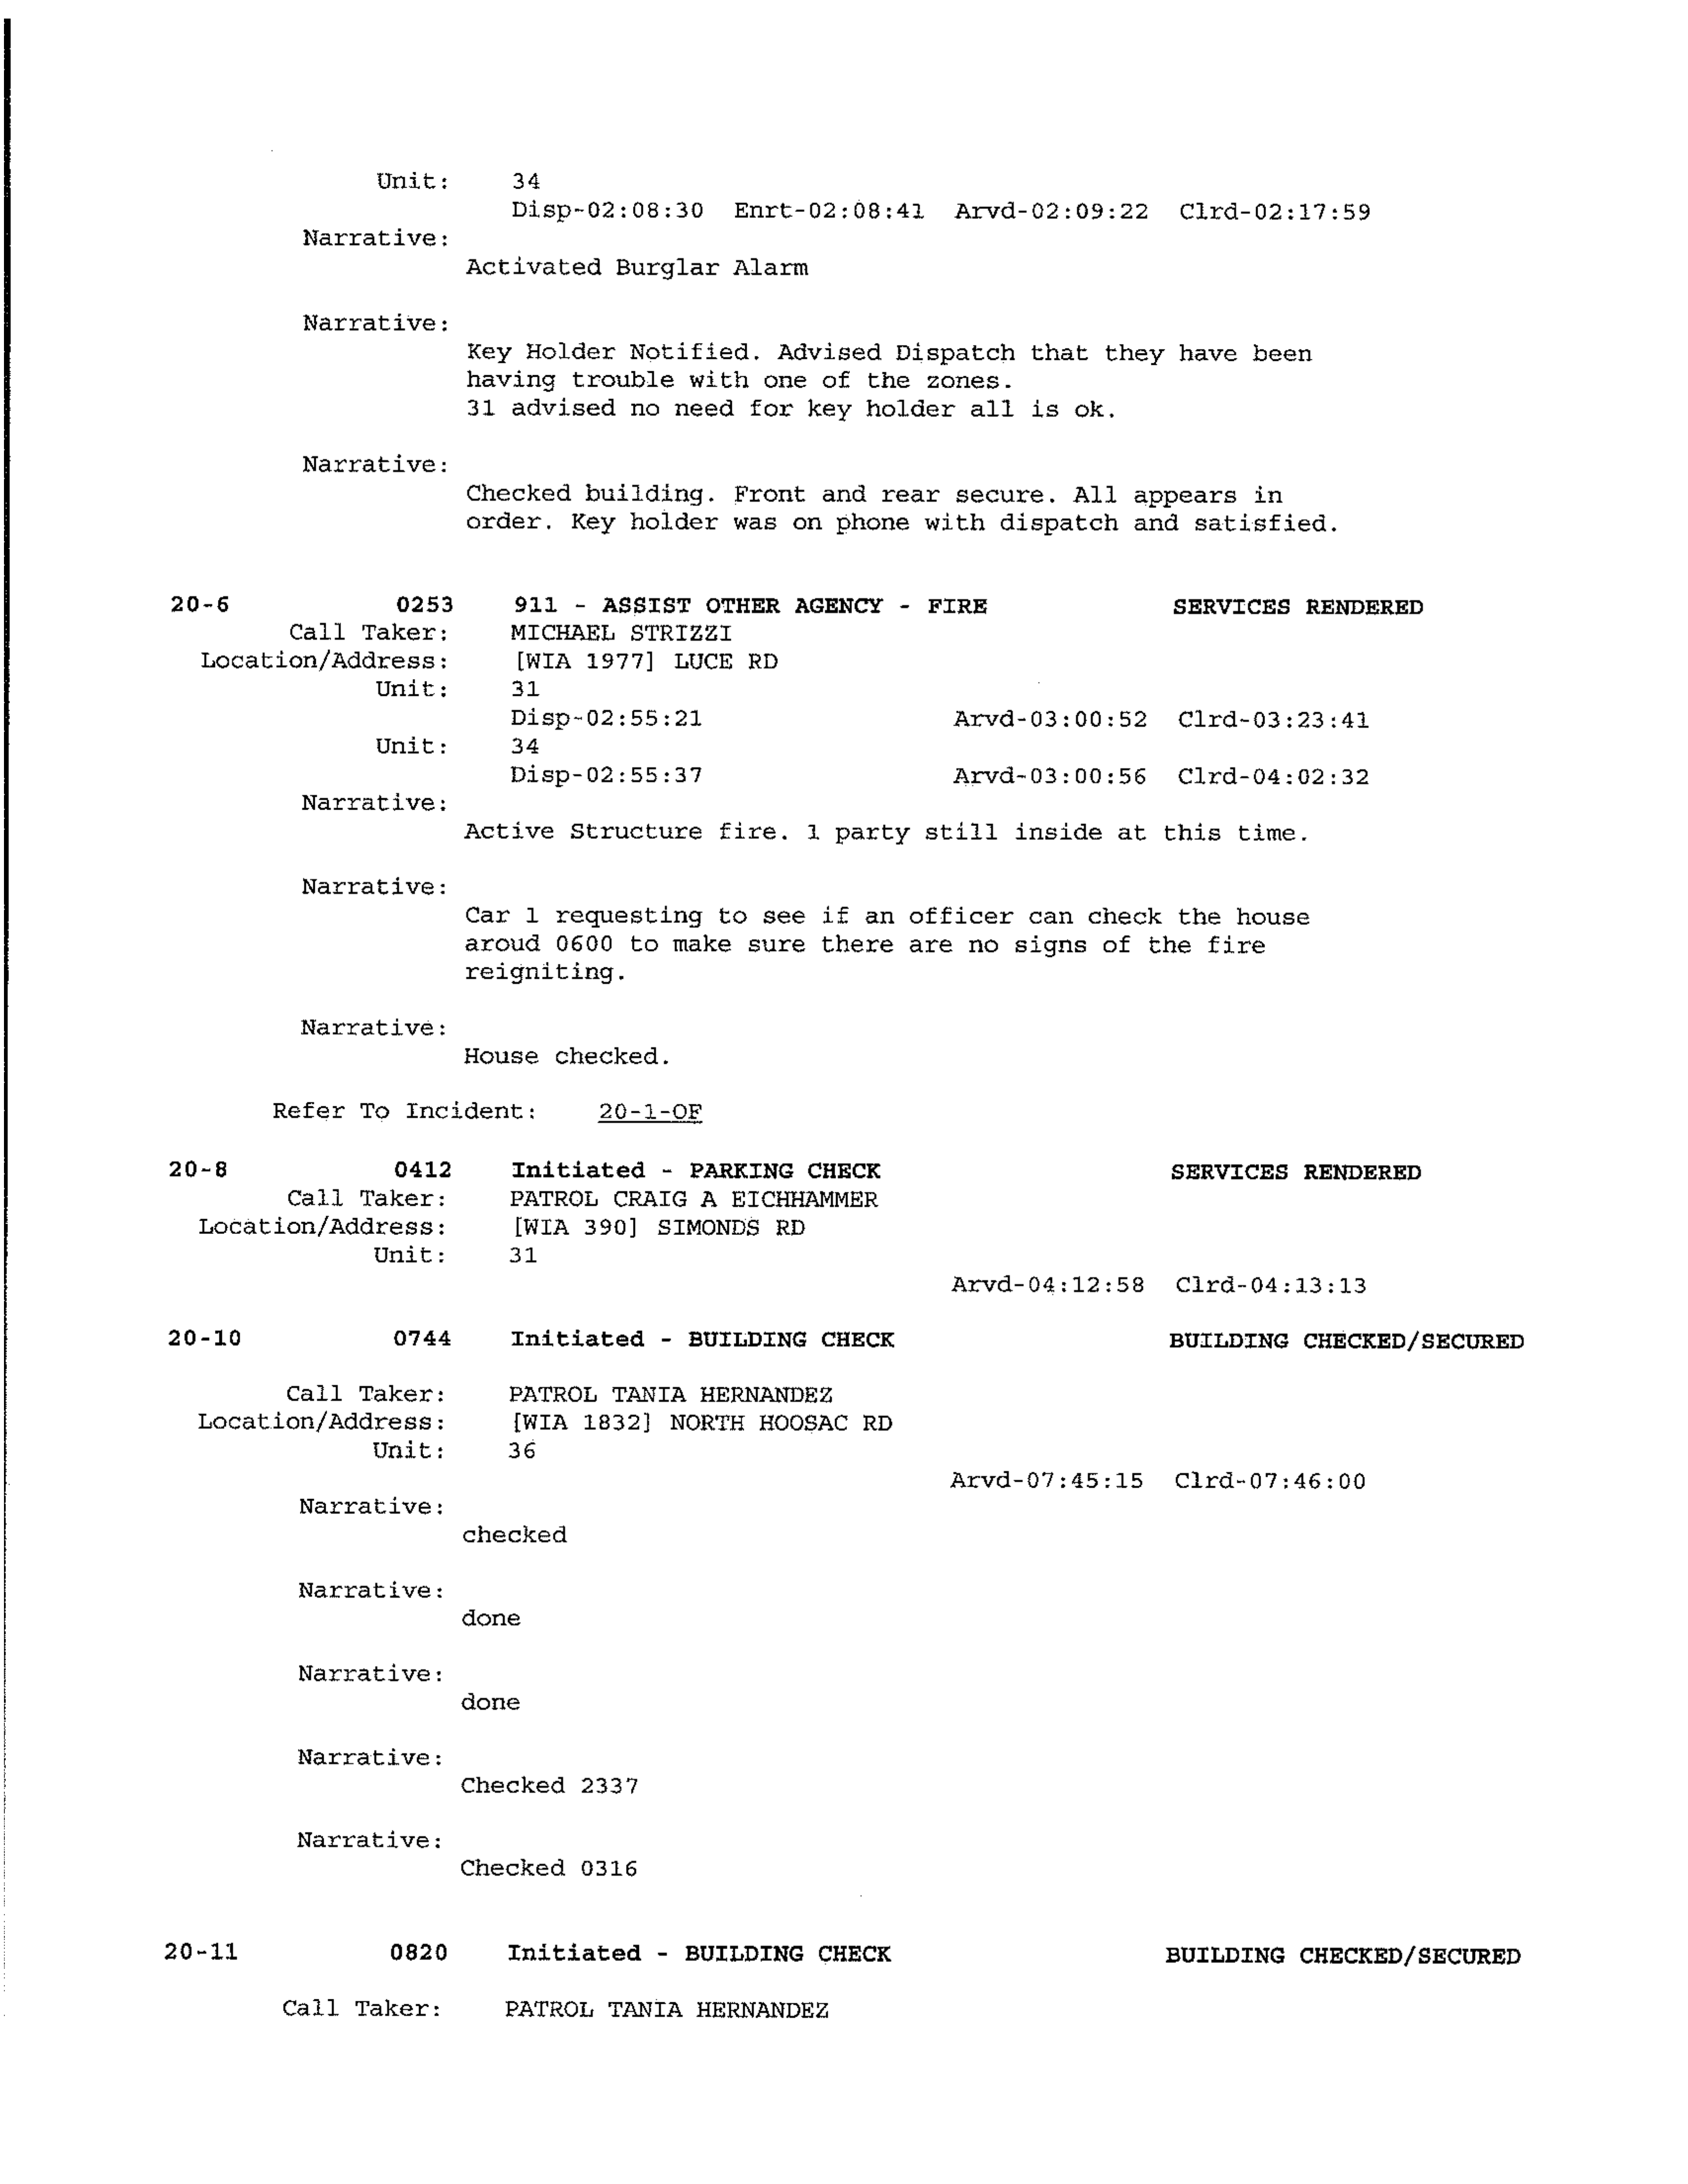 Unit: 34
Disp-02:08:30 Enrt-02:08:41 Arvd-02:09:22 Clrd-02:17:59
Narrative:
Activated Burglar Alarm
Narrative:
Key Holder Notified. Advised Dispatch that they have been
having trouble with one of the zones.
31 advised no need for key holder all is ok.
Narrative:
Checked building. Front and rear secure. All appears in
order. Key holder was on phone with dispatch and satisfied.
20-6 0253 911 - ASSIST OTHER AGENCY - FIRE SERVICES RENDERED
Call Taker: MICHAEL STRIZZI
Location/Address: [WIA 1977] LUCE RD
Unit: 31
Disp-02:55:21 Arvd-03:00:52 Clrd-03:23:41
Unit: 34
Disp-02:55:37 Arvd-03:00:56 Clrd-04:02:32
Narrative:
Active Structure fire. 1 party still inside at this time.
Narrative:
Car 1 requesting to see if an officer can check the house
aroud 0600 to make sure there are no signs of the fire
reigniting.
Narrative:
House checked.
Refer To Incident: 20-1-OF
20-8 0412 Initiated - PARKING CHECK SERVICES RENDERED
Call Taker: PATROL CRAIG A EICHHAMMER
Location/Address: [WIA 390] SIMONDS RD
Unit: 31
Arvd-04:12:58 Clrd-04:13:13
20-10 0744 Initiated - BUILDING CHECK BUILDING CHECKED/SECURED
Call Taker: PATROL TANIA HERNANDEZ
Location/Address: [WIA 1832] NORTH HOOSAC RD
Unit: 36
Arvd-07:45:15 Clrd-07:46:00
Narrative:
checked
Narrative:
done
Narrative:
done
Narrative:
Checked 2337
Narrative:
Checked 0316
20-11 0820 Initiated - BUILDING CHECK BUILDING CHECKED/SECURED
Call Taker: PATROL TANIA HERNANDEZ